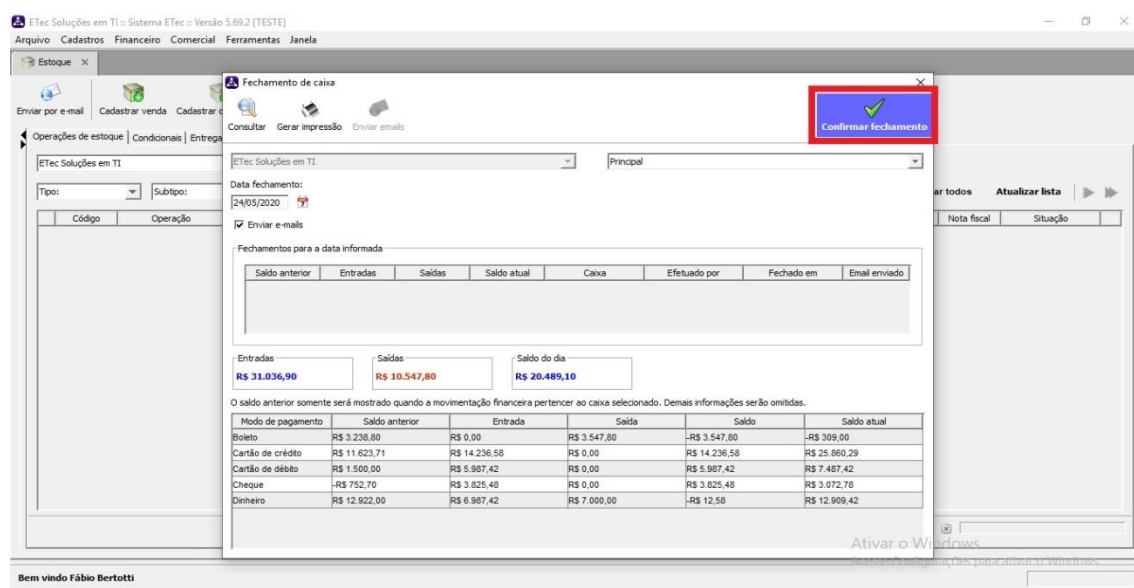 ETec Soluções em TI :: Sistema ETec :: Versão 5.69.2 [TESTE]
Arquivo Cadastros Financeiro Comercial Ferramentas Janela
Estoque
Fechamento de caixa
Enviar por e-mail Cadastrar venda Cadastrar
Consultar Gerar impressão Enviar emails Confirmar fechamento
Operações de estoque Condicionais Entrega
ETec Soluções em TI
ETec Soluções em TI Principal
Data fechamento:
Tipo: Subtipo: todos Atualizar lista
24/05/2020
Código Operação Nota fiscal Situação
Enviar e-mails
Fechamentos para a data informada
Saldo anterior Entradas Saídas Saldo atual Caixa Efetuado por Fechado em Email enviado
Entradas Saídas Saldo do dia
R$ 31.036,90 R$ 10.547,80 R$ 20.489,10
O saldo anterior somente será mostrado quando a movimentação financeira pertencer ao caixa selecionado. Demais informações serão omitidas.
Modo de pagamento Saldo anterior Entrada Saída Saldo Saldo atual
Boleto R$ 3.238,80 R$ 0,00 R$ 3.547,80 -R$ 3.547,80 -R$ 309,00
Cartão de crédito R$ 11.623,71 R$ 14.236,58 R$ 0,00 R$ 14.236,58 R$ 25.860,29
Cartão de débito R$ 1.500,00 R$ 5.987,42 R$ 0,00 R$ 5.987,42 R$ 7.487,42
Cheque -R$ 752,70 R$ 3.825,48 R$ 0,00 R$ 3.825,48 R$ 3.072,78
Dinheiro R$ 12.922,00 R$ 6.987,42 R$ 7.000,00 -R$ 12,58 R$ 12.909,42
Ativar o Windows
Acesse Configurações para ativar o Windows.
Bem vindo Fábio Bertotti